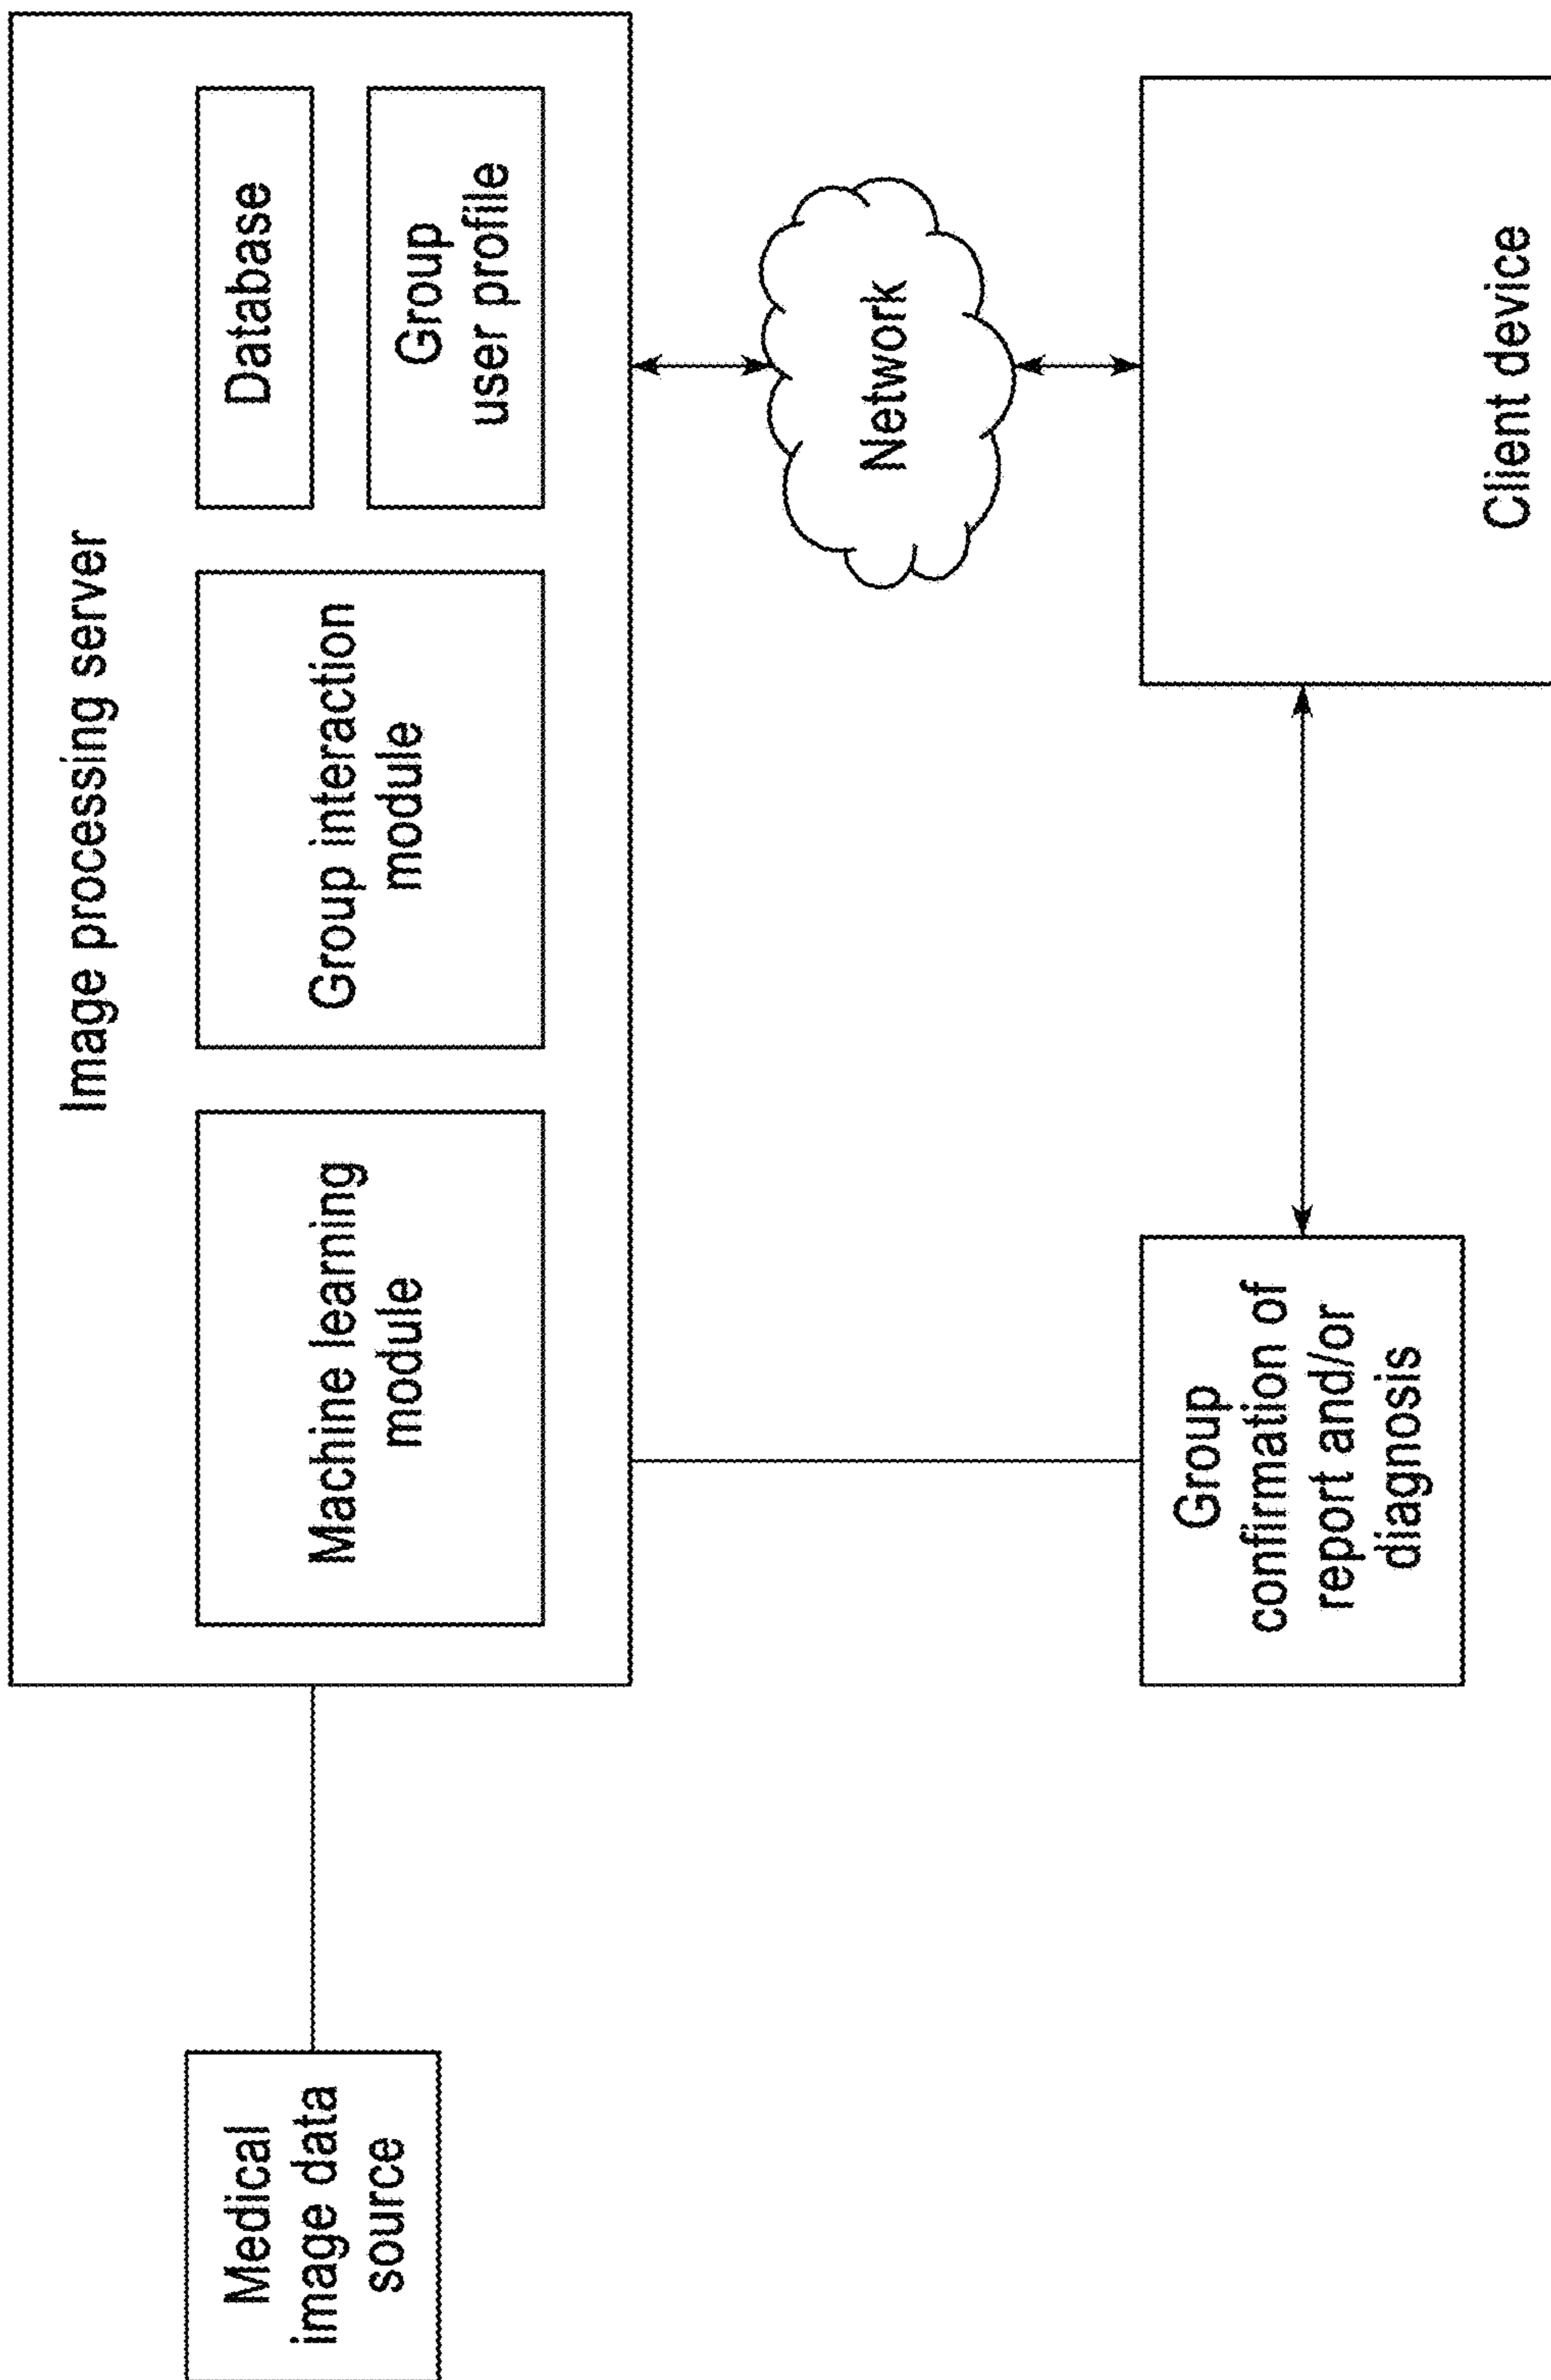 Image processing server
Medical
image data
source
Machine learning
module
Group interaction
module
Database
Group
user profile
Network
Group
confirmation of
report and/or
diagnosis
Client device